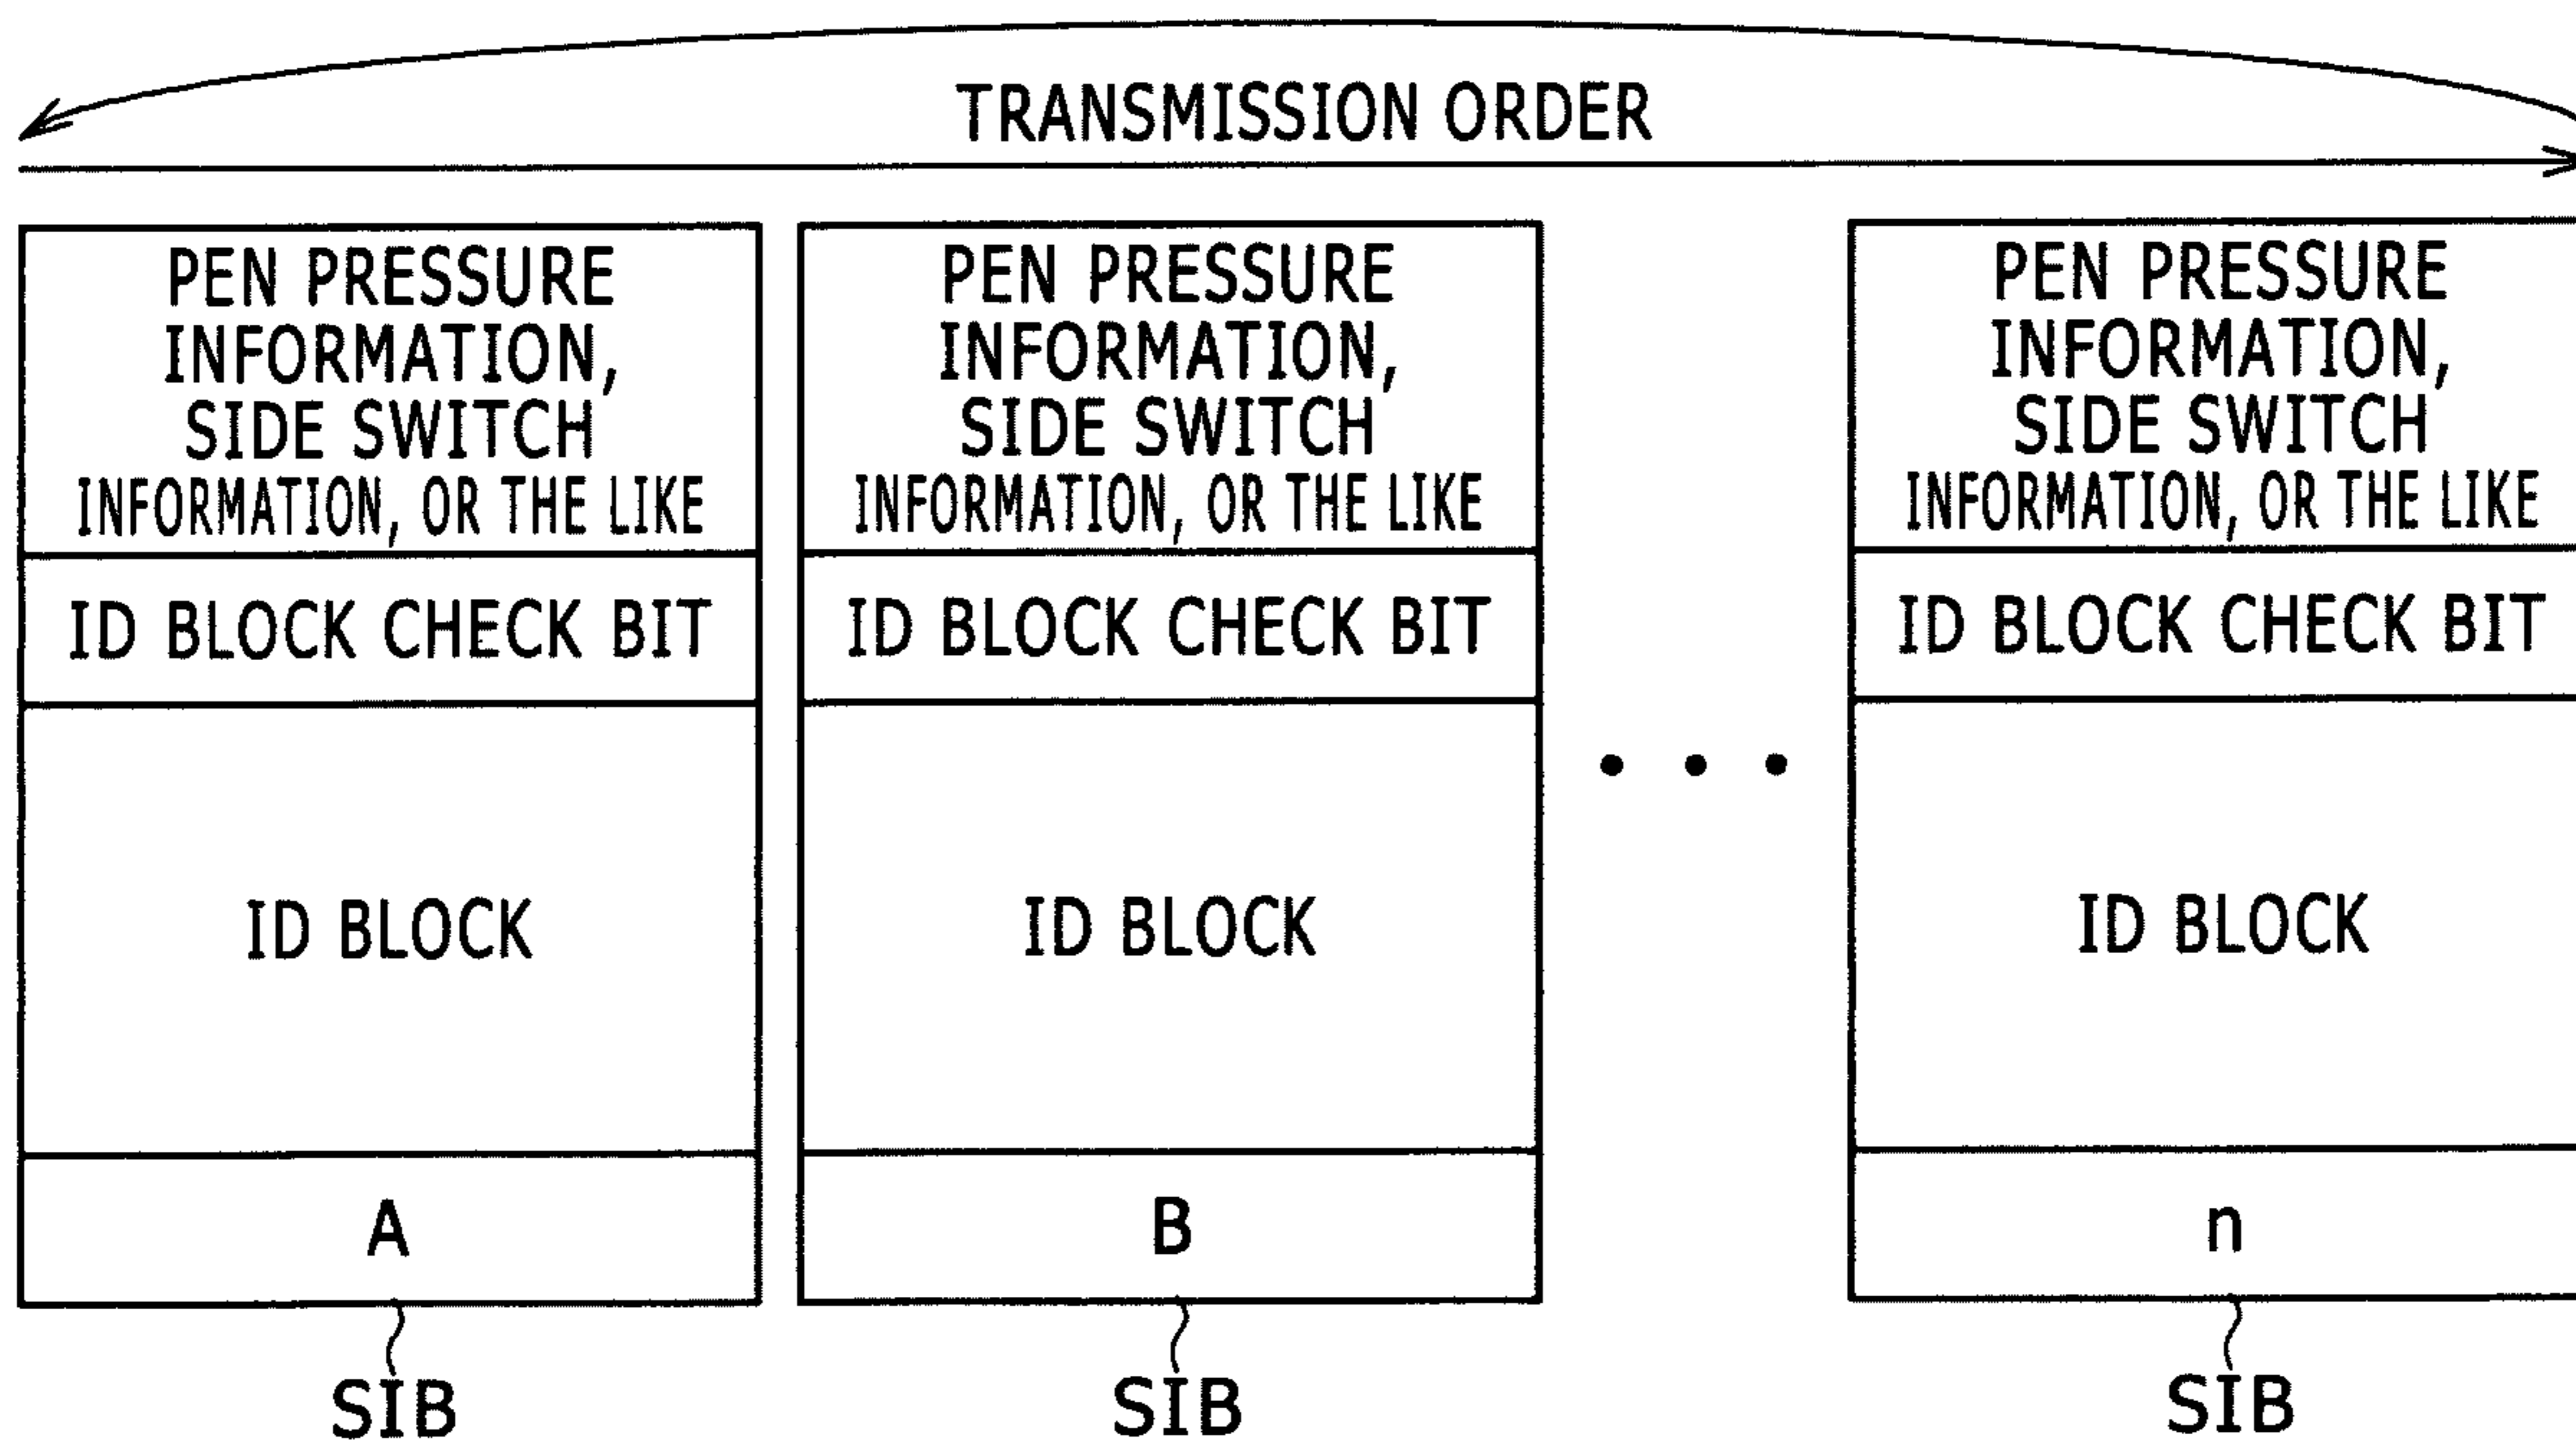 TRANSMISSION ORDER
PEN PRESSURE
INFORMATION,
SIDE SWITCH
INFORMATION, OR THE LIKE
ID BLOCK CHECK BIT
ID BLOCK
A
SIB
PEN PRESSURE
INFORMATION,
SIDE SWITCH
INFORMATION, OR THE LIKE
ID BLOCK CHECK BIT
ID BLOCK
B
SIB
• • •
PEN PRESSURE
INFORMATION,
SIDE SWITCH
INFORMATION, OR THE LIKE
ID BLOCK CHECK BIT
ID BLOCK
n
SIB